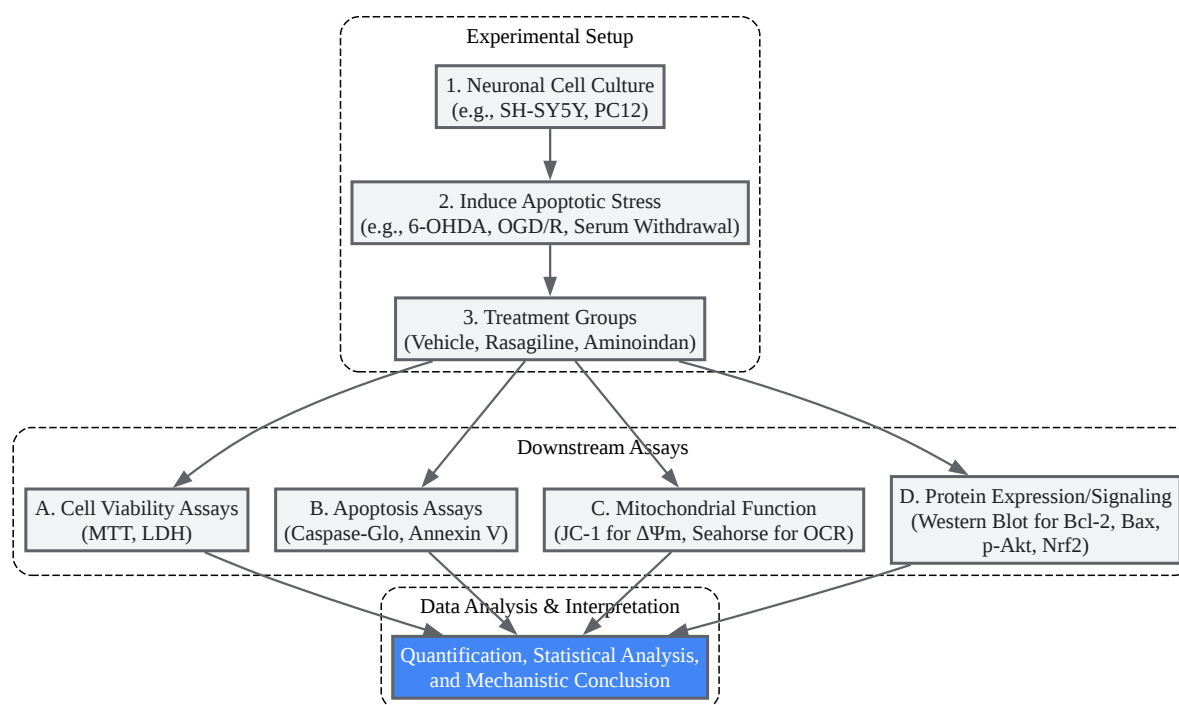 Experimental Setup
1. Neuronal Cell Culture
(e.g., SH-SY5Y, PC12)
2. Induce Apoptotic Stress
(e.g., 6-OHDA, OGD/R, Serum Withdrawal)
3. Treatment Groups
(Vehicle, Rasagiline, Aminoindan)
Downstream Assays
A. Cell Viability Assays
(MTT, LDH)
B. Apoptosis Assays
(Caspase-Glo, Annexin V)
C. Mitochondrial Function
(JC-1 for ΔΨm, Seahorse for OCR)
D. Protein Expression/Signaling
(Western Blot for Bcl-2, Bax,
p-Akt, Nrf2)
Data Analysis & Interpretation
Quantification, Statistical Analysis,
and Mechanistic Conclusion